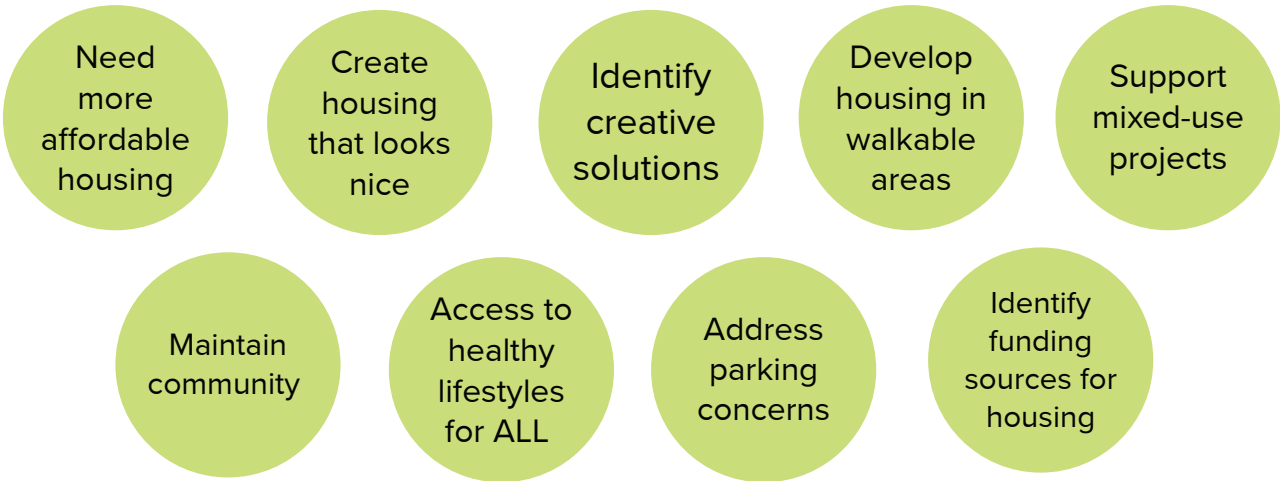 Need
more
affordable
housing
Create
housing
that looks
nice
Identify
creative
solutions
Develop
housing in
walkable
areas
Support
mixed-use
projects
Maintain
community
Access to
healthy
lifestyles
for ALL
Address
parking
concerns
Identify
funding
sources for
housing